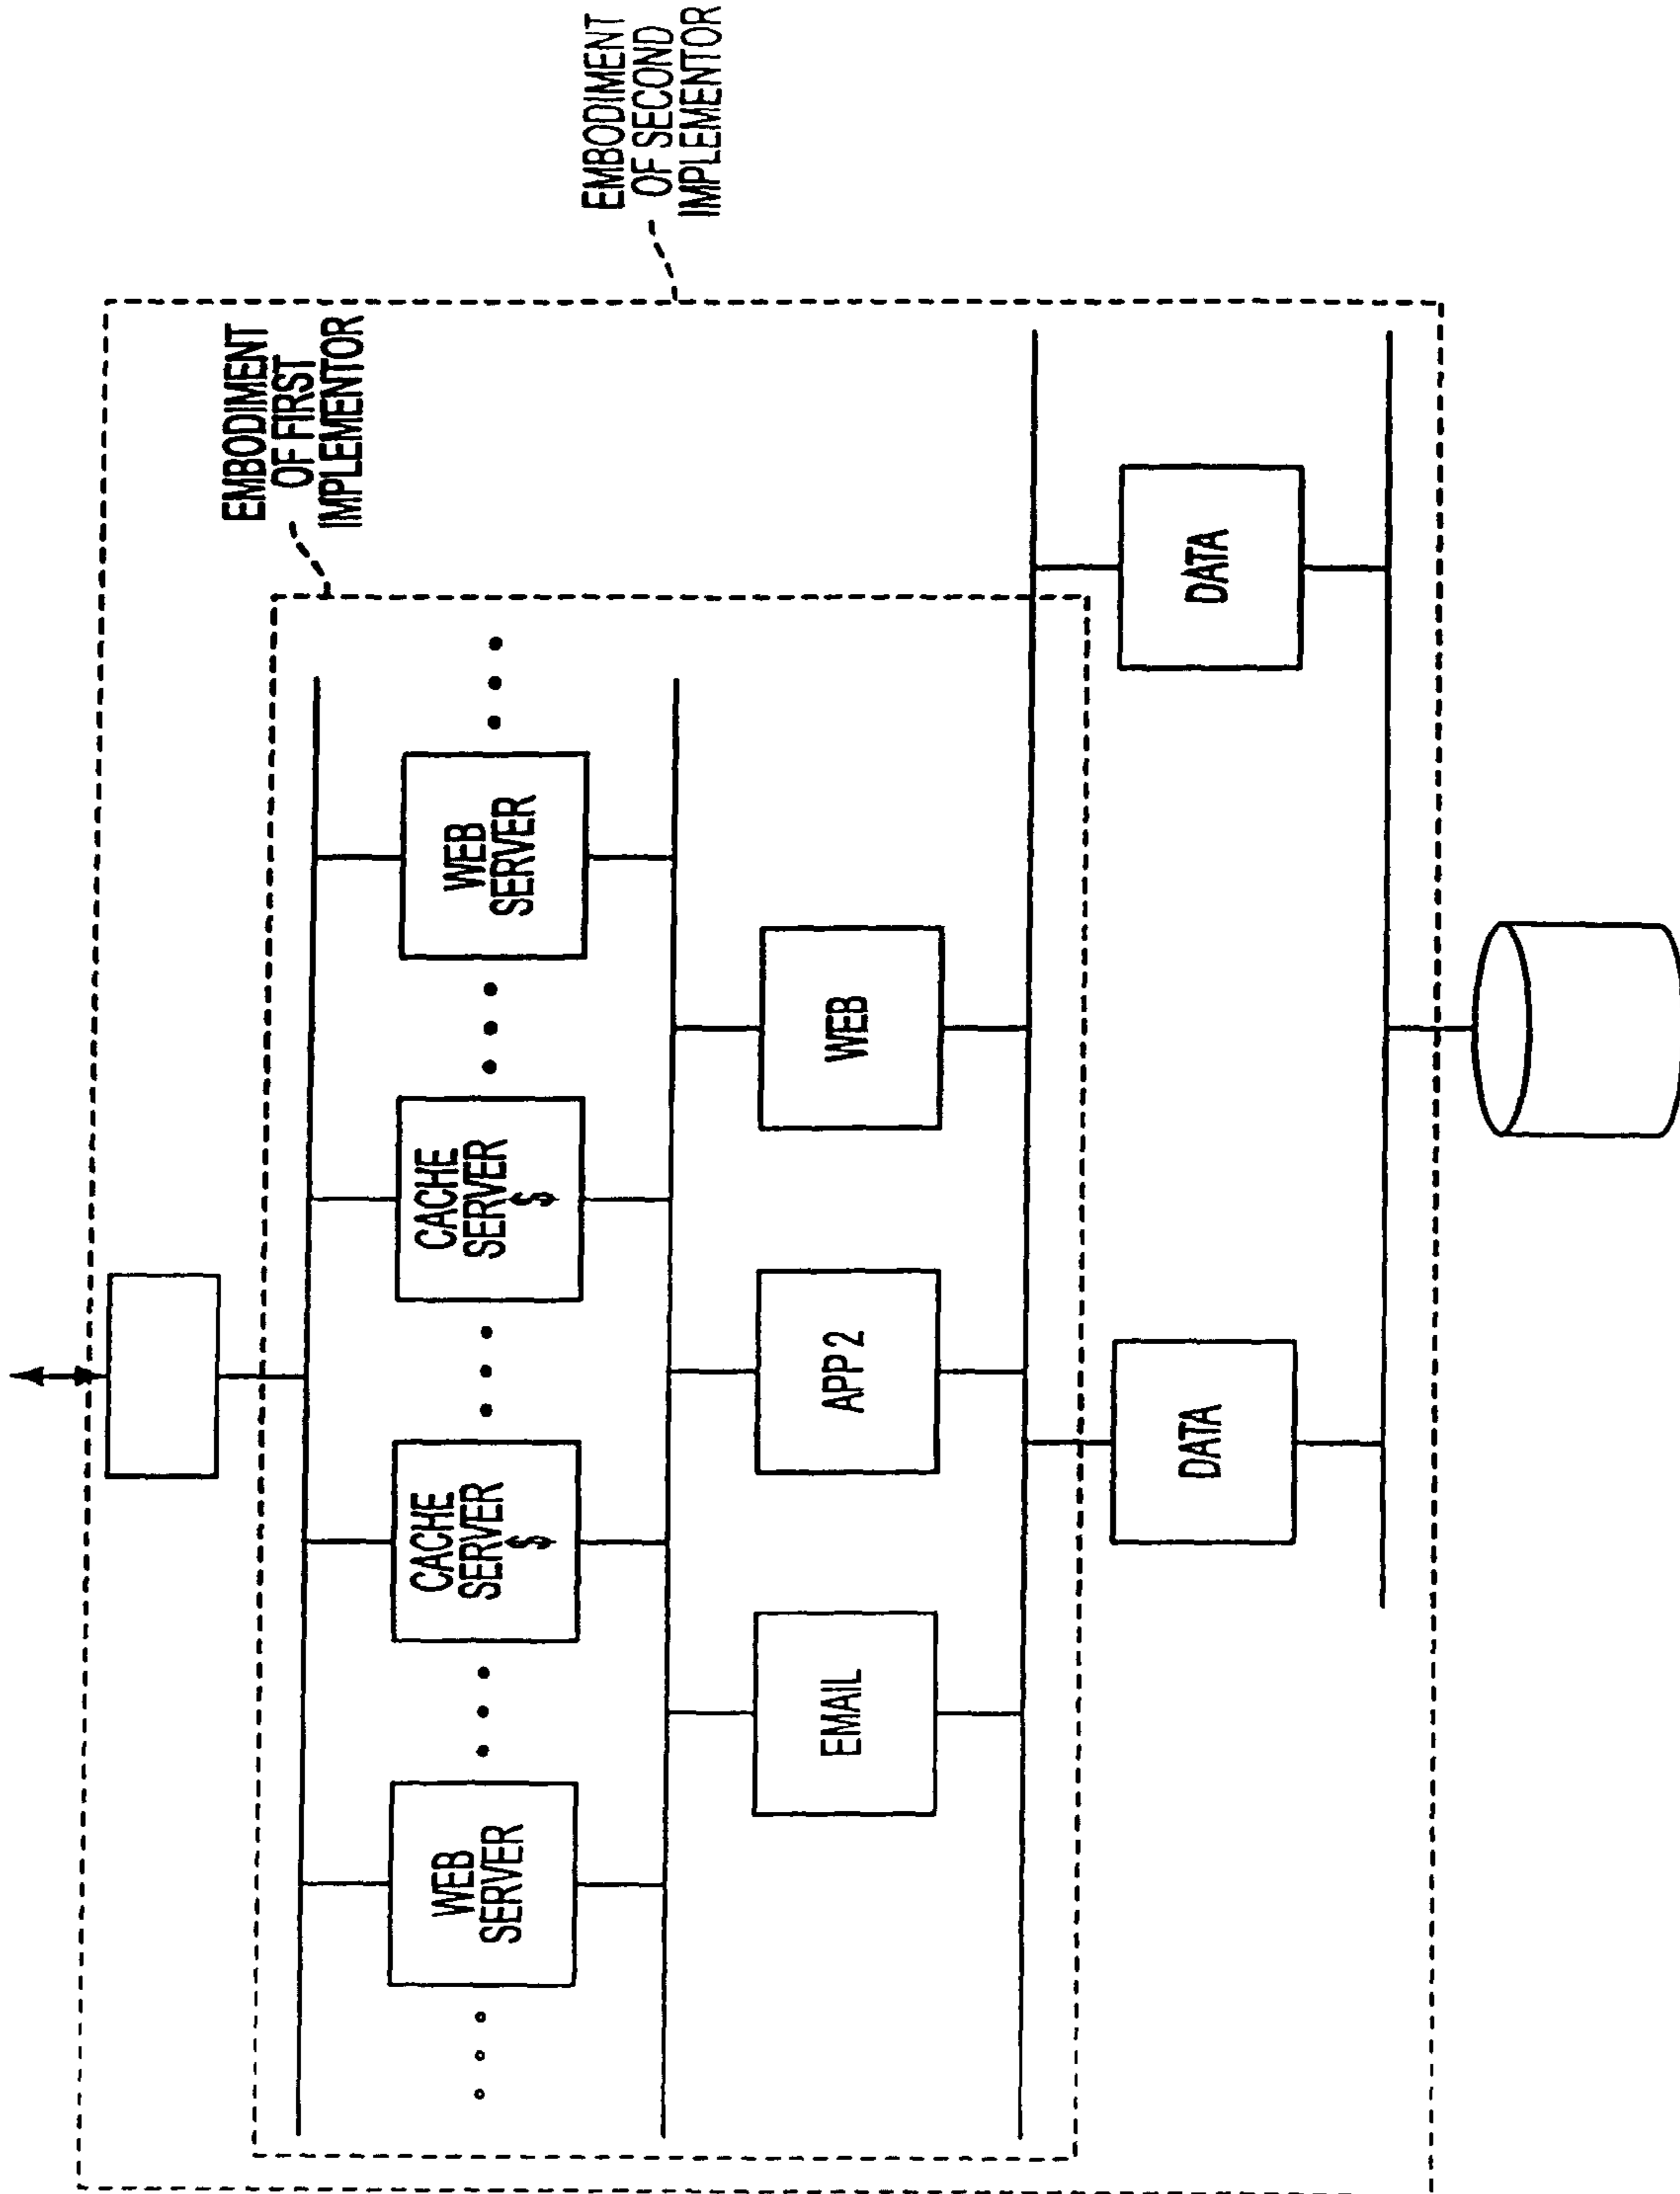 EMBODIMENT
OF SECOND
IMPLEMENTOR
EMBODIMENT
OF FIRST
IMPLEMENTOR
WEB
SERVER
CACHE
SERVER
$
CACHE
SERVER
$
WEB
SERVER
EMAIL
APP 2
WEB
DATA
DATA